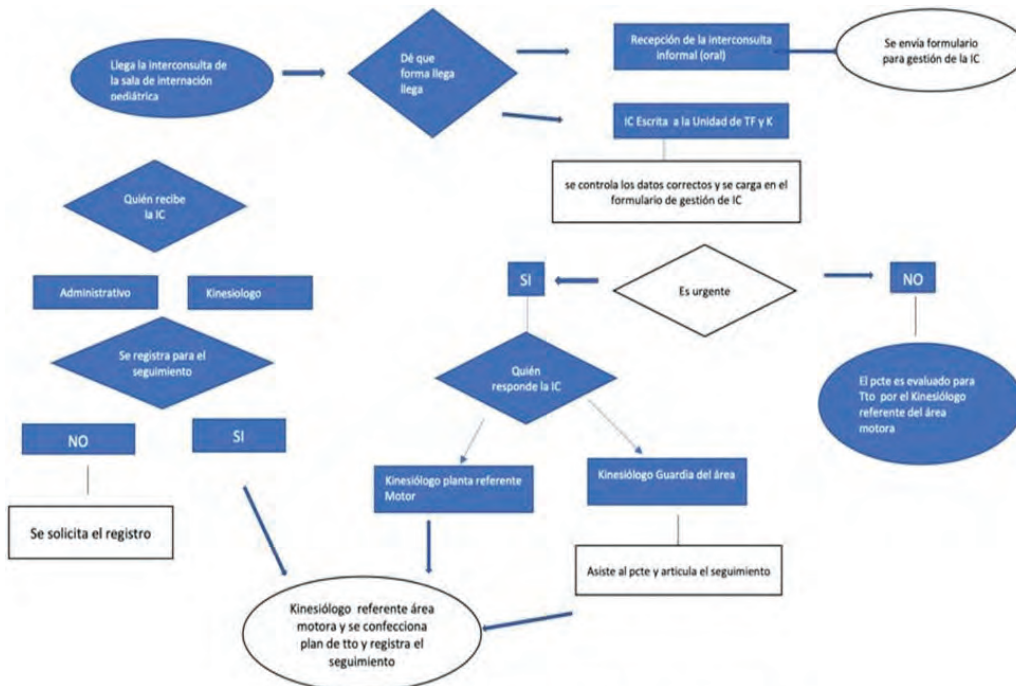 Llega la interconsulta de
la sala de internación
pediátrica
Dé que
forma llega
llega
Recepción de la interconsulta
informal (oral)
Se envía formulario
para gestión de la IC
IC Escrita a la Unidad de TF y K
se controla los datos correctos y se carga en el
formulario de gestión de IC
Quién recibe
la IC
Administrativo
Kinesiologo
Se registra para el
seguimiento
NO
SI
Se solicita el registro
Es urgente
SI
NO
Quién
responde la IC
El pcte es evaluado para
Tto por el Kinesiólogo
referente del área
motora
Kinesiólogo planta referente
Motor
Kinesiólogo Guardia del área
Asiste al pcte y articula el seguimiento
Kinesiólogo referente área
motora y se confecciona
plan de tto y registra el
seguimiento